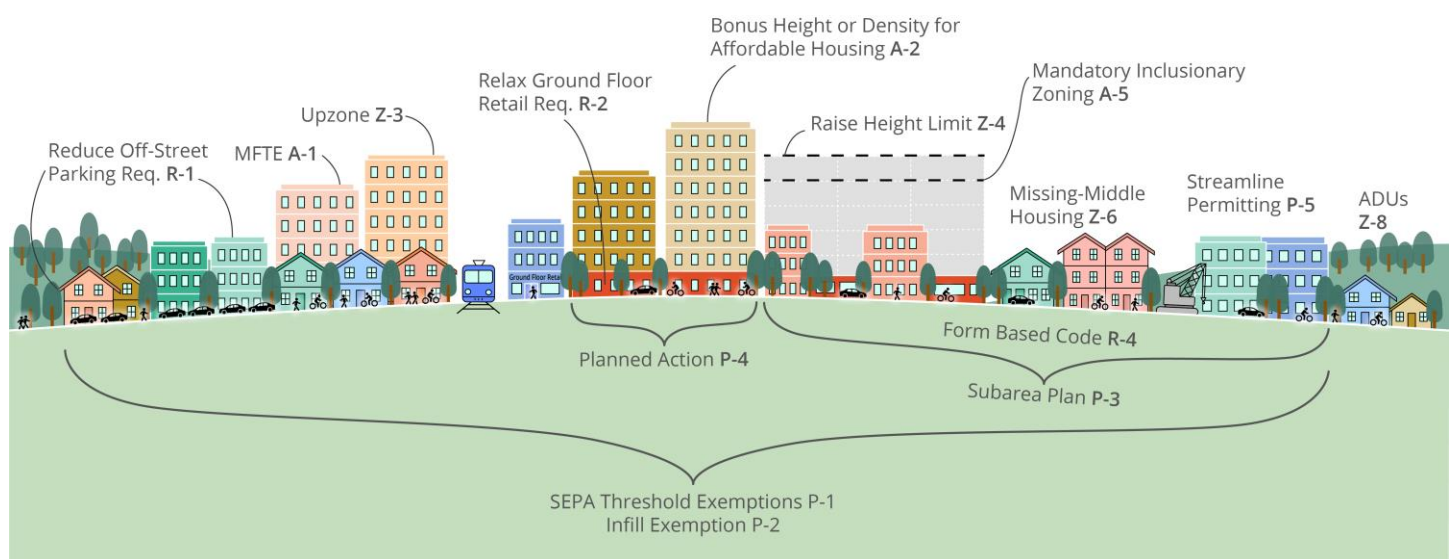 Bonus Height or Density for
Affordable Housing A-2
Mandatory Inclusionary
Zoning A-5
Relax Ground Floor
Retail Req. R-2
Upzone Z-3
Raise Height Limit Z-4
Reduce Off-Street
Parking Req. R-1
MFTE A-1
Missing-Middle
Housing Z-6
Streamline
Permitting P-5
ADUs
Z-8
Ground Floor Retail
Form Based Code R-4
Planned Action P-4
Subarea Plan P-3
SEPA Threshold Exemptions P-1
Infill Exemption P-2